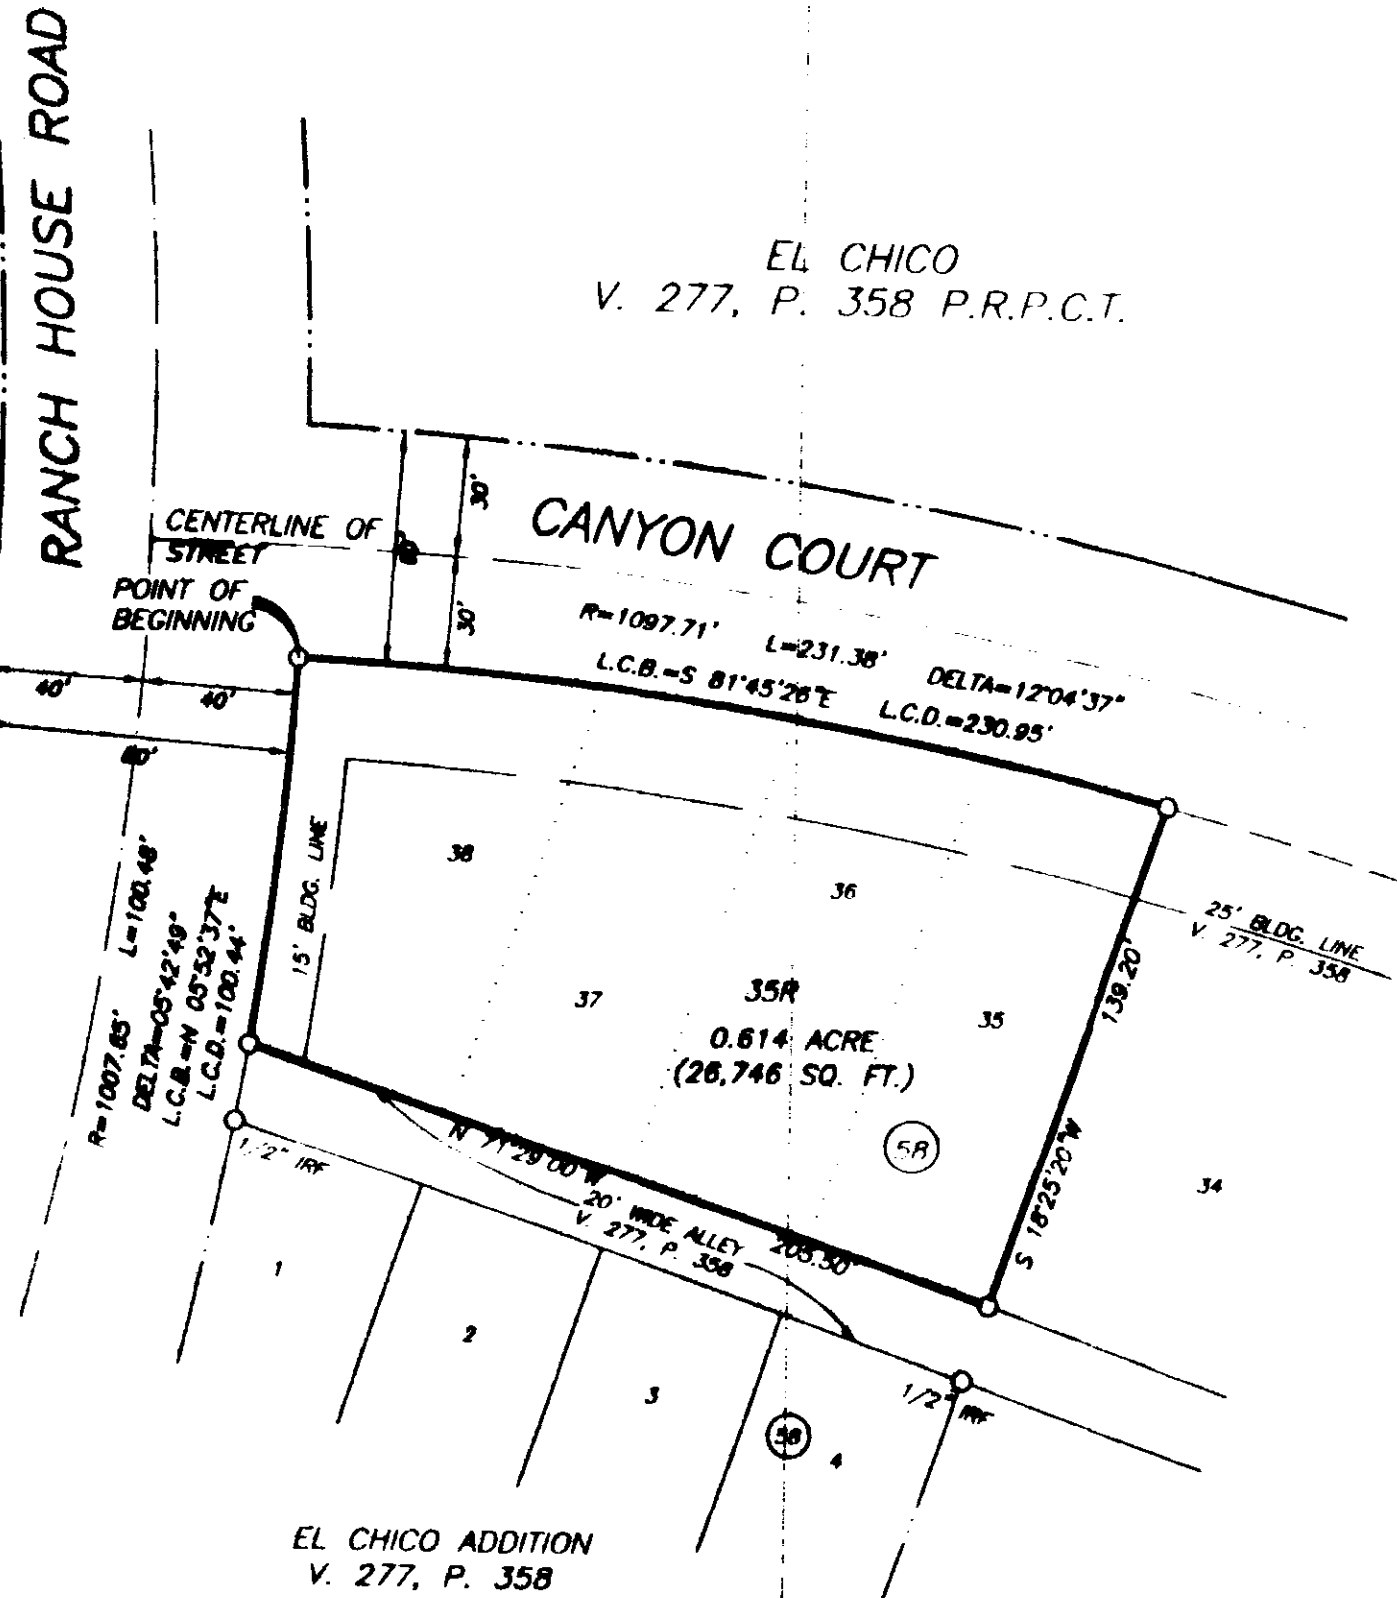 RANCH HOUSE ROAD
EL CHICO
V. 277, P. 358 P.R.P.C.T.
CENTERLINE OF
STREET
POINT OF
BEGINNING
30'
30'
CANYON COURT
R=1097.71' L=231.38' DELTA=12°04'37"
L.C.B.=S 81°45'26"E L.C.D.=230.95'
40'
40'
80'
R=1007.85' L=100.48'
DELTA=05°42'49"
L.C.B.=N 05°52'37"E
L.C.D.=100.44'
15' BLDG. LINE
38
36
25' BLDG. LINE
V. 277, P. 358
37
35R
35
0.614 ACRE
(26,746 SQ. FT.)
139.20'
S 18°25'20"W
58
34
N 71°29'00"W
205.50'
20' WIDE ALLEY
V. 277, P. 358
1/2" IRF
1
2
3
1/2" IRF
58
4
EL CHICO ADDITION
V. 277, P. 358